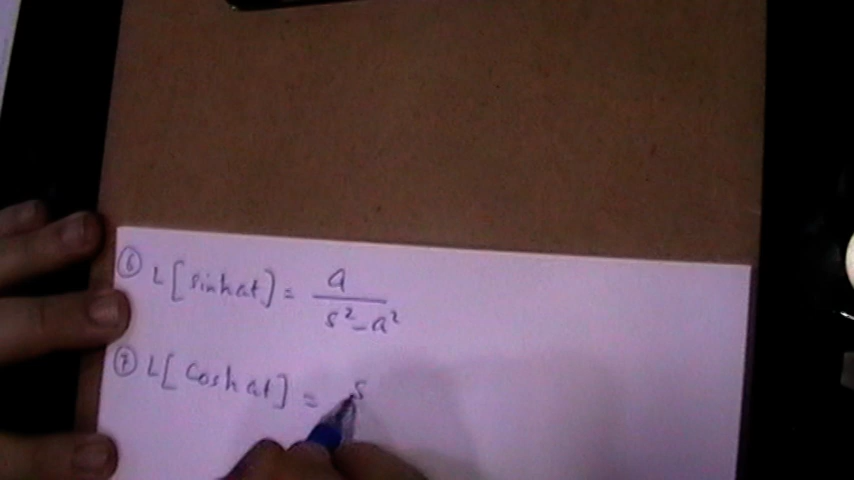 ⑥ L[sinhat] = a / s²-a²
⑦ L[coshat] = s